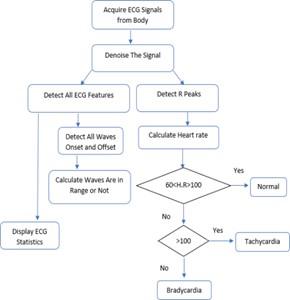 Acquire ECG Signals
from Body
Denoise The Signal
Detect All ECG Features
Detect R Peaks
Detect All Waves
Onset and Offset
Calculate Heart rate
Calculate Waves Are in
Range or Not
60<H.R>100
Yes
Normal
No
Display ECG
Statistics
>100
Yes
Tachycardia
No
Bradycardia